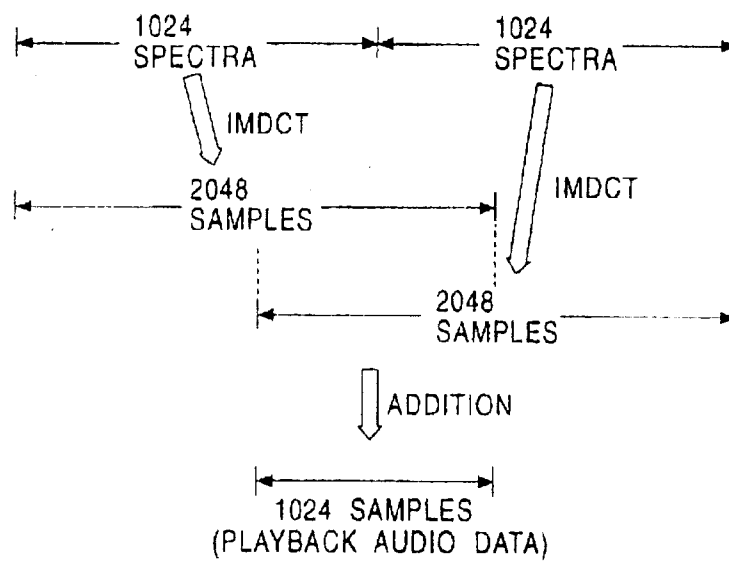 1024
SPECTRA
1024
SPECTRA
IMDCT
IMDCT
2048
SAMPLES
2048
SAMPLES
ADDITION
1024 SAMPLES
(PLAYBACK AUDIO DATA)